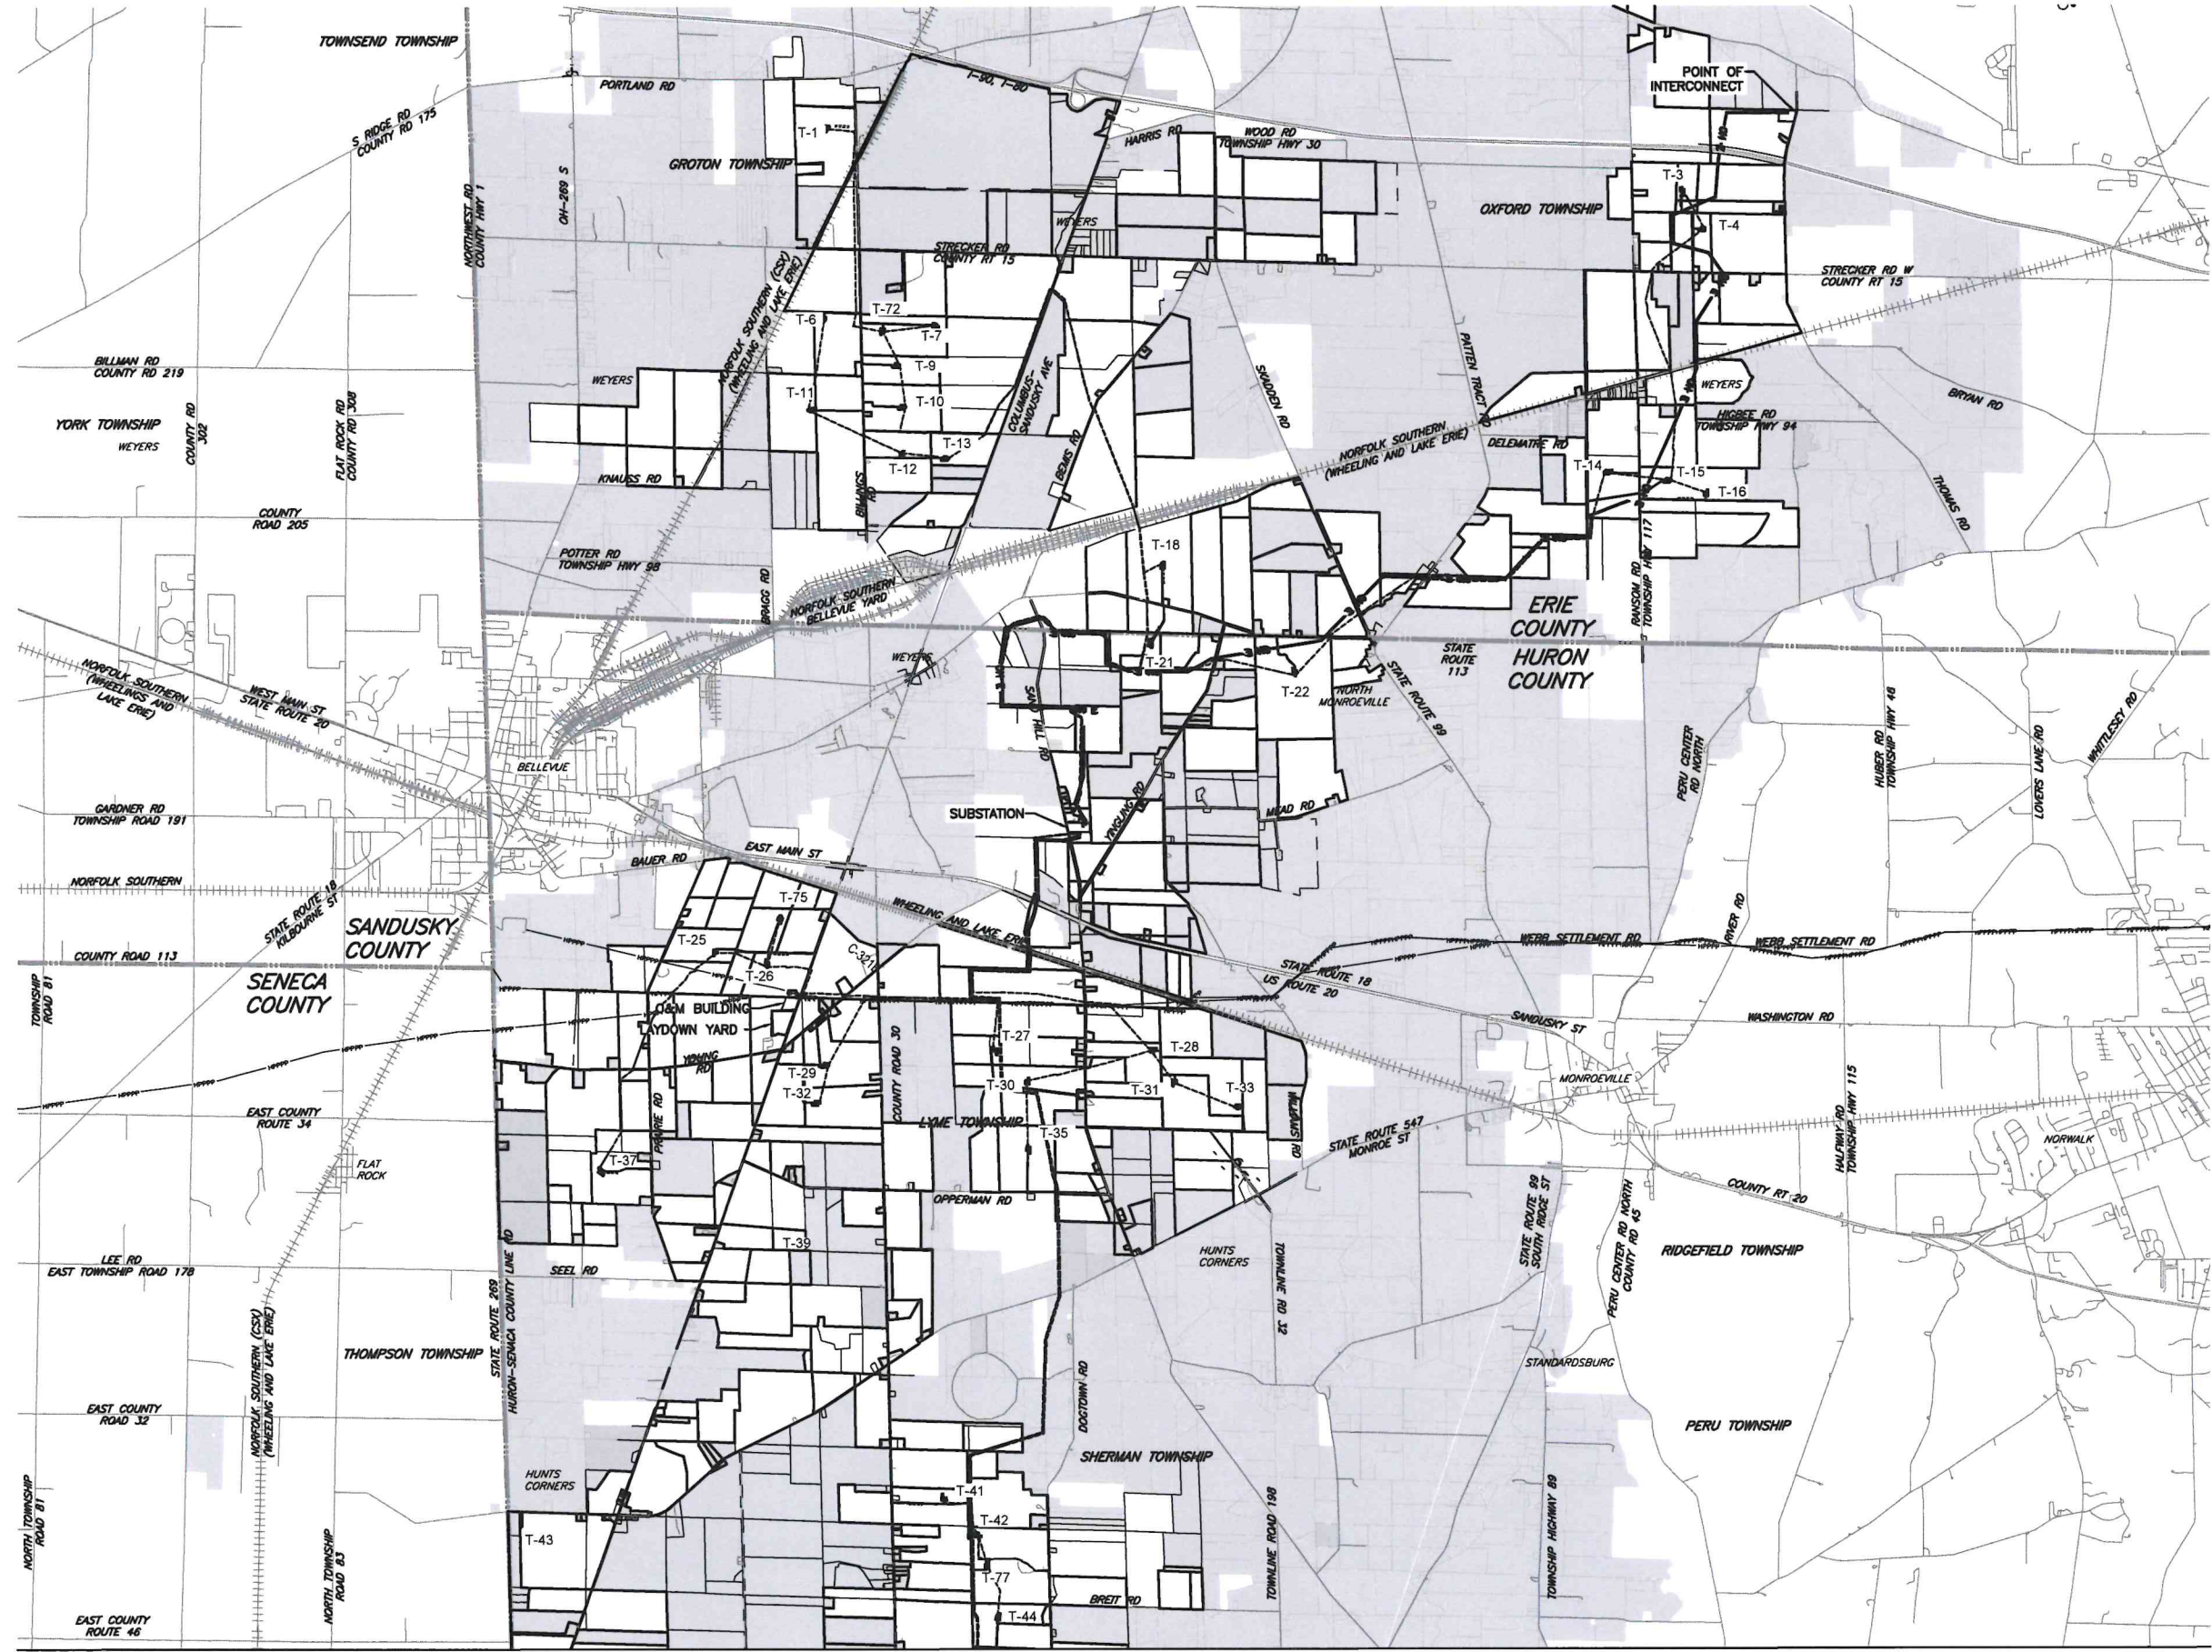 TOWNSEND TOWNSHIP
I-90, I-80
PORTLAND RD
POINT OF
INTERCONNECT
S RIDGE RD
COUNTY RD 175
T-1
HARRIS RD
WOOD RD
TOWNSHIP HWY 30
GROTON TOWNSHIP
T-3
OH-269 S
NORTHWEST RD
COUNTY HWY 1
WEYERS
OXFORD TOWNSHIP
T-4
STRECKER RD
COUNTY RT 15
STRECKER RD W
COUNTY RT 15
NORFOLK SOUTHERN (CSX)
(WHEELING AND LAKE ERIE)
T-6
T-72
T-7
BILLMAN RD
COUNTY RD 219
WEYERS
T-9
COLUMBUS-
SANDUSKY AVE
SKADDEN RD
PATTEN TRACT RD
WEYERS
BRYAN RD
T-11
T-10
YORK TOWNSHIP
WEYERS
COUNTY RD
302
FLAT ROCK RD
COUNTY RD 308
T-13
BEMIS RD
HIGBEE RD
TOWNSHIP HWY 94
NORFOLK SOUTHERN
(WHEELING AND LAKE ERIE)
DELEMATRE RD
T-12
KNAUSS RD
BILLINGS
RD
T-14
T-15
T-16
THOMAS RD
COUNTY
ROAD 205
POTTER RD
TOWNSHIP HWY 98
T-18
BRAGG RD
NORFOLK SOUTHERN
BELLEVUE YARD
RANSOM RD
TOWNSHIP HWY 117
ERIE
COUNTY
HURON
COUNTY
STATE
ROUTE
113
WEYERS
T-21
T-22
NORTH
MONROEVILLE
NORFOLK SOUTHERN
(WHEELINGS AND
LAKE ERIE)
WEST MAIN ST
STATE ROUTE 20
SAND HILL RD
STATE ROUTE 99
PERU CENTER
RD NORTH
HUBER RD
TOWNSHIP HWY 46
LOVERS LANE RD
WHITTLESEY RD
BELLEVUE
GARDNER RD
TOWNSHIP ROAD 191
SUBSTATION
YINGLING RD
MEAD RD
BAUER RD
EAST MAIN ST
NORFOLK SOUTHERN
STATE ROUTE 18
KILBOURNE ST
T-75
WHEELING AND LAKE ERIE
SANDUSKY
COUNTY
T-25
RIVER RD
WEBB SETTLEMENT RD
WEBB SETTLEMENT RD
COUNTY ROAD 113
C-321
T-26
STATE ROUTE 18
US ROUTE 20
SENECA
COUNTY
TOWNSHIP
ROAD 81
O&M BUILDING
LAYDOWN YARD
SANDUSKY ST
WASHINGTON RD
T-27
T-28
YOUNG
RD
COUNTY ROAD 30
T-29
T-32
T-30
T-31
T-33
MONROEVILLE
HALFWAY RD
TOWNSHIP HWY 115
EAST COUNTY
ROUTE 34
PRAIRIE RD
LYME TOWNSHIP
T-35
WILLIAMS RD
STATE ROUTE 547
MONROE ST
NORWALK
FLAT
ROCK
T-37
OPPERMAN RD
COUNTY RT 20
STATE ROUTE 99
SOUTH RIDGE ST
PERU CENTER RD NORTH
COUNTY RD 45
T-39
HUNTS
CORNERS
RIDGEFIELD TOWNSHIP
LEE RD
EAST TOWNSHIP ROAD 178
SEEL RD
TOWNLINE RD 32
STATE ROUTE 269
HURON-SENACA COUNTY LINE RD
NORFOLK SOUTHERN (CSX)
(WHEELING AND LAKE ERIE)
THOMPSON TOWNSHIP
STANDARDSBURG
DOGTOWN RD
EAST COUNTY
ROAD 32
PERU TOWNSHIP
SHERMAN TOWNSHIP
HUNTS
CORNERS
T-41
T-42
T-43
NORTH TOWNSHIP
ROAD 81
NORTH TOWNSHIP
ROAD 83
TOWNLINE ROAD 198
TOWNSHIP HIGHWAY 89
T-77
BREIT RD
T-44
EAST COUNTY
ROUTE 46